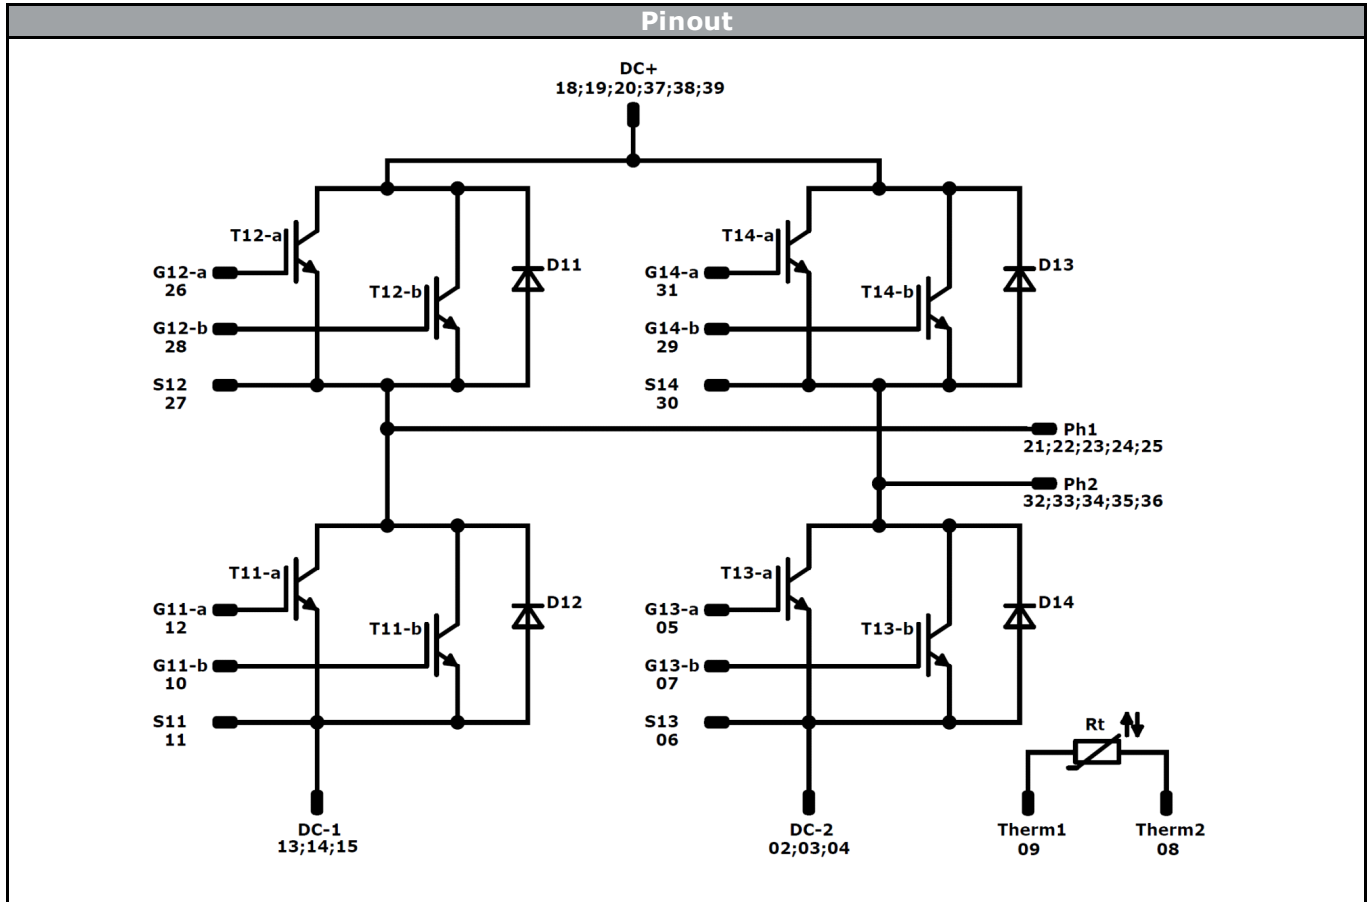 Pinout
DC+
18;19;20;37;38;39
T12-a
G12-a
26
T12-b
D11
G12-b
28
S12
27
T14-a
G14-a
31
T14-b
D13
G14-b
29
S14
30
Ph1
21;22;23;24;25
Ph2
32;33;34;35;36
T11-a
G11-a
12
T11-b
D12
G11-b
10
S11
11
T13-a
G13-a
05
T13-b
D14
G13-b
07
S13
06
Rt
DC-1
13;14;15
DC-2
02;03;04
Therm1
09
Therm2
08